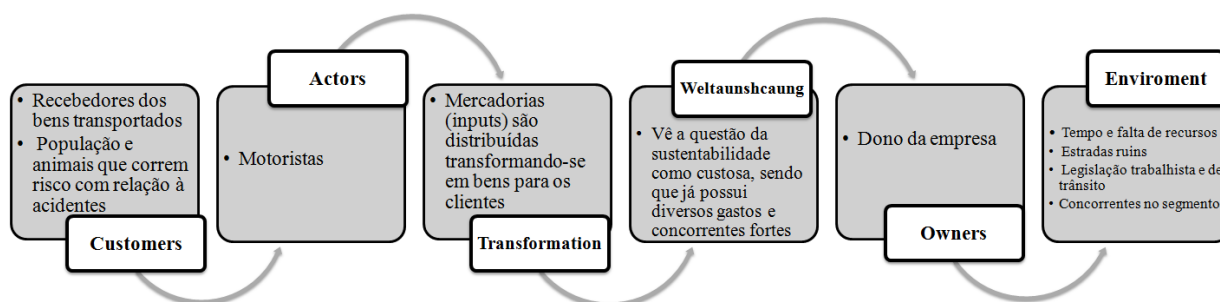 • Recebedores dos
bens transportados
• População e
animais que correm
risco com relação à
acidentes
Customers
Actors
• Motoristas
• Mercadorias
(inputs) são
distribuídas
transformando-se
em bens para os
clientes
Transformation
Weltaunshcaung
• Vê a questão da
sustentabilidade
como custosa, sendo
que já possui
diversos gastos e
concorrentes fortes
• Dono da empresa
Owners
Enviroment
• Tempo e falta de recursos
• Estradas ruins
• Legislação trabalhista e de
trânsito
• Concorrentes no segmento